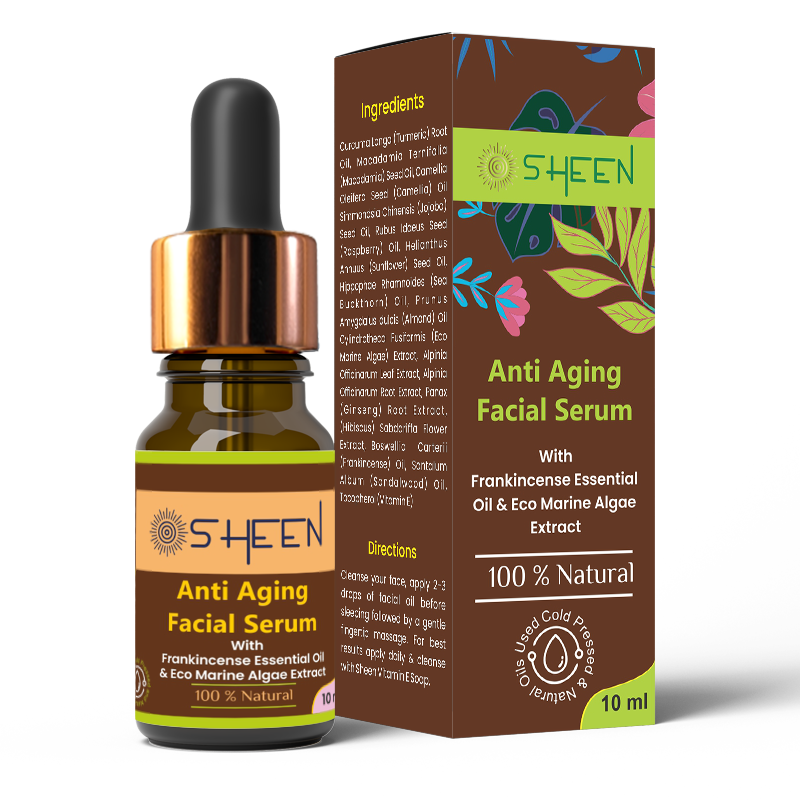 SHEEN
Anti Aging
Facial Serum
With
Frankincense Essential Oil
& Eco Marine Algae Extract
100 % Natural
10
Ingredients
Curcuma Longa (Turmeric) Root
Oil, Macadamia Ternifolia
(Macadamia) Seed Oil, Camellia
Oleifera Seed (Camellia) Oil
Simmonosia Chinensis (Jojoba)
Seed Oil, Rubus Idaeus Seed
(Raspberry) Oil, Helianthus
Annuus (Sunflower) Seed Oil,
Hippophae Rhamnoides (Sea
Buckthorn) Oil, Prunus
Amygdalus dulcis (Almond) Oil
Cylindrotheca Fusiformis (Eco
Marine Algae) Extract, Alpinia
Officinarum Leaf Extract, Alpinia
Officinarum Root Extract, Panax
(Ginseng) Root Extract,
(Hibiscus) Sabdariffa Flower
Extract, Boswellia Carterii
(Frankincense) Oil, Santalum
Album (Sandalwood) Oil,
(Vitamin E)
Directions
Cleanse your face, apply 2-3
drops of facial oil before
sleeping followed by a gentle
fingertic massage. For best
results apply daily & cleanse
with Sheen Vitamin E Soap.
SHEEN
Anti Aging
Facial Serum
With
Frankincense Essential
Oil & Eco Marine Algae
Extract
100 % Natural
Used Cold Pressed & Natural Oils
10 ml